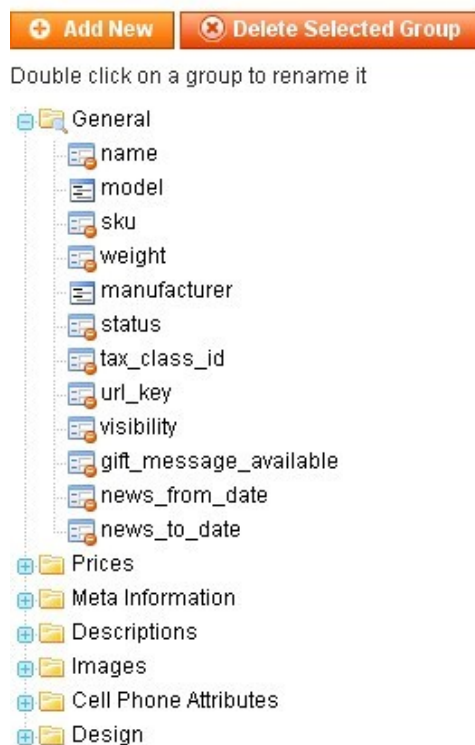 Add New Delete Selected Group
Double click on a group to rename it
General
name
model
sku
weight
manufacturer
status
tax_class_id
url_key
visibility
gift_message_available
news_from_date
news_to_date
Prices
Meta Information
Descriptions
Images
Cell Phone Attributes
Design